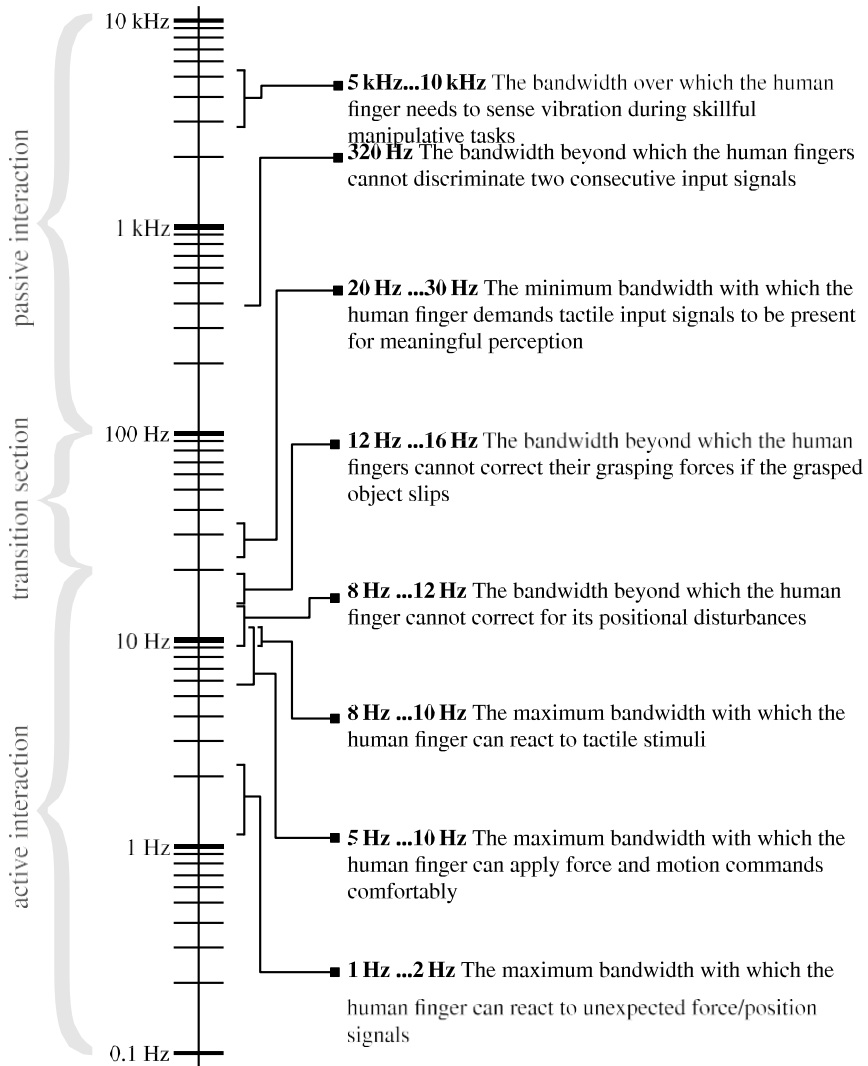 10 kHz
5 kHz...10 kHz The bandwidth over which the human
finger needs to sense vibration during skillful
manipulative tasks
320 Hz The bandwidth beyond which the human fingers
cannot discriminate two consecutive input signals
passive interaction
1 kHz
20 Hz ...30 Hz The minimum bandwidth with which the
human finger demands tactile input signals to be present
for meaningful perception
100 Hz
12 Hz ...16 Hz The bandwidth beyond which the human
fingers cannot correct their grasping forces if the grasped
object slips
transition section
8 Hz ...12 Hz The bandwidth beyond which the human
finger cannot correct for its positional disturbances
10 Hz
8 Hz ...10 Hz The maximum bandwidth with which the
human finger can react to tactile stimuli
active interaction
5 Hz ...10 Hz The maximum bandwidth with which the
human finger can apply force and motion commands
comfortably
1 Hz
1 Hz ...2 Hz The maximum bandwidth with which the
human finger can react to unexpected force/position
signals
0.1 Hz